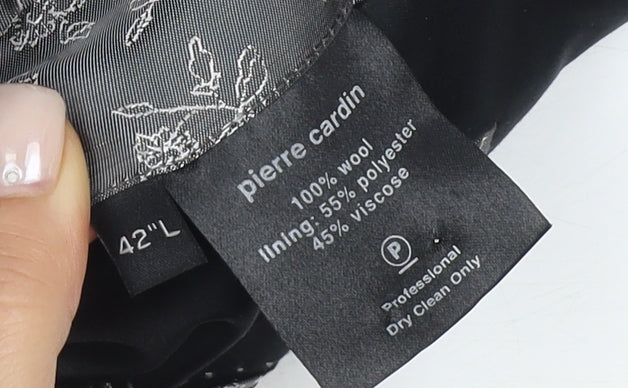 pierre cardin
100% wool
lining: 55% polyester
45% viscose
P
Professional
Dry Clean Only
42"L